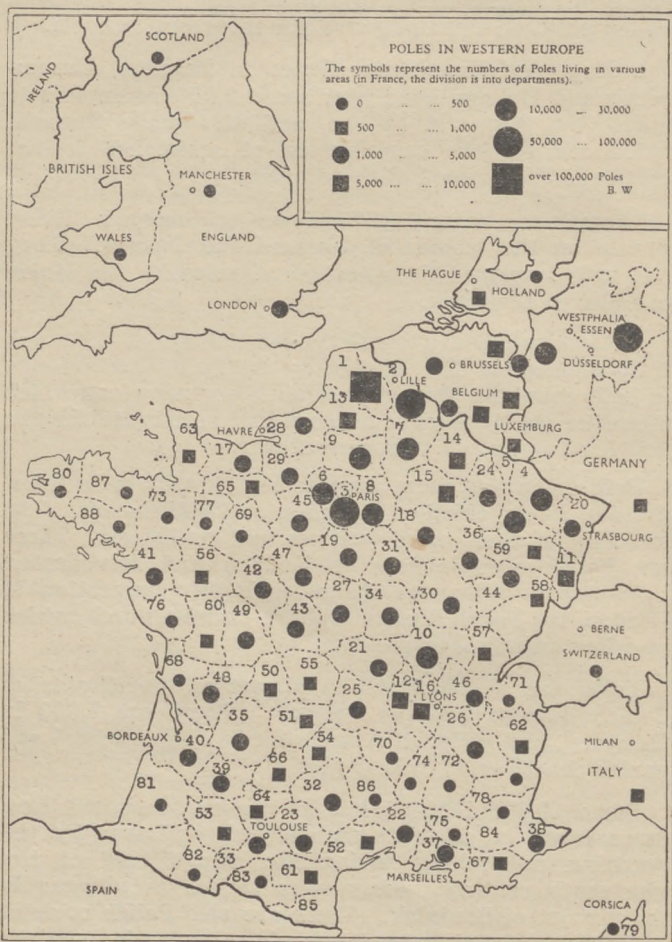 SCOTLAND
IRELAND
BRITISH ISLES
MANCHESTER
WALES
ENGLAND
LONDON
POLES IN WESTERN EUROPE
The symbols represent the numbers of Poles living in various
areas (in France, the division is into departments).
0 .. ... 500
500 ... ... 1,000
1,000 ... ... 5,000
5,000 ... ... 10,000
10,000 ... 30,000
50,000 ... 100,000
over 100,000 Poles
B. W
THE HAGUE
HOLLAND
WESTPHALIA
ESSEN
DÜSSELDORF
BRUSSELS
BELGIUM
LUXEMBURG
GERMANY
1
2
LILLE
13
HAVRE 28
63
17
29
9
7
14
65
6
3
8
PARIS
15
24
5
4
20
STRASBOURG
80
87
73
88
77
69
45
18
41
56
42
47
19
31
36
59
11
44
58
76
60
49
43
27
34
30
10
57
BERNE
SWITZERLAND
68
48
50
55
21
25
12
16
LYONS
46
71
26
62
MILAN
ITALY
BORDEAUX
40
35
51
54
66
70
74
72
39
81
64
32
86
78
53
23
TOULOUSE
22
75
84
38
82
33
83
61
52
37
67
MARSEILLES
85
SPAIN
CORSICA
79